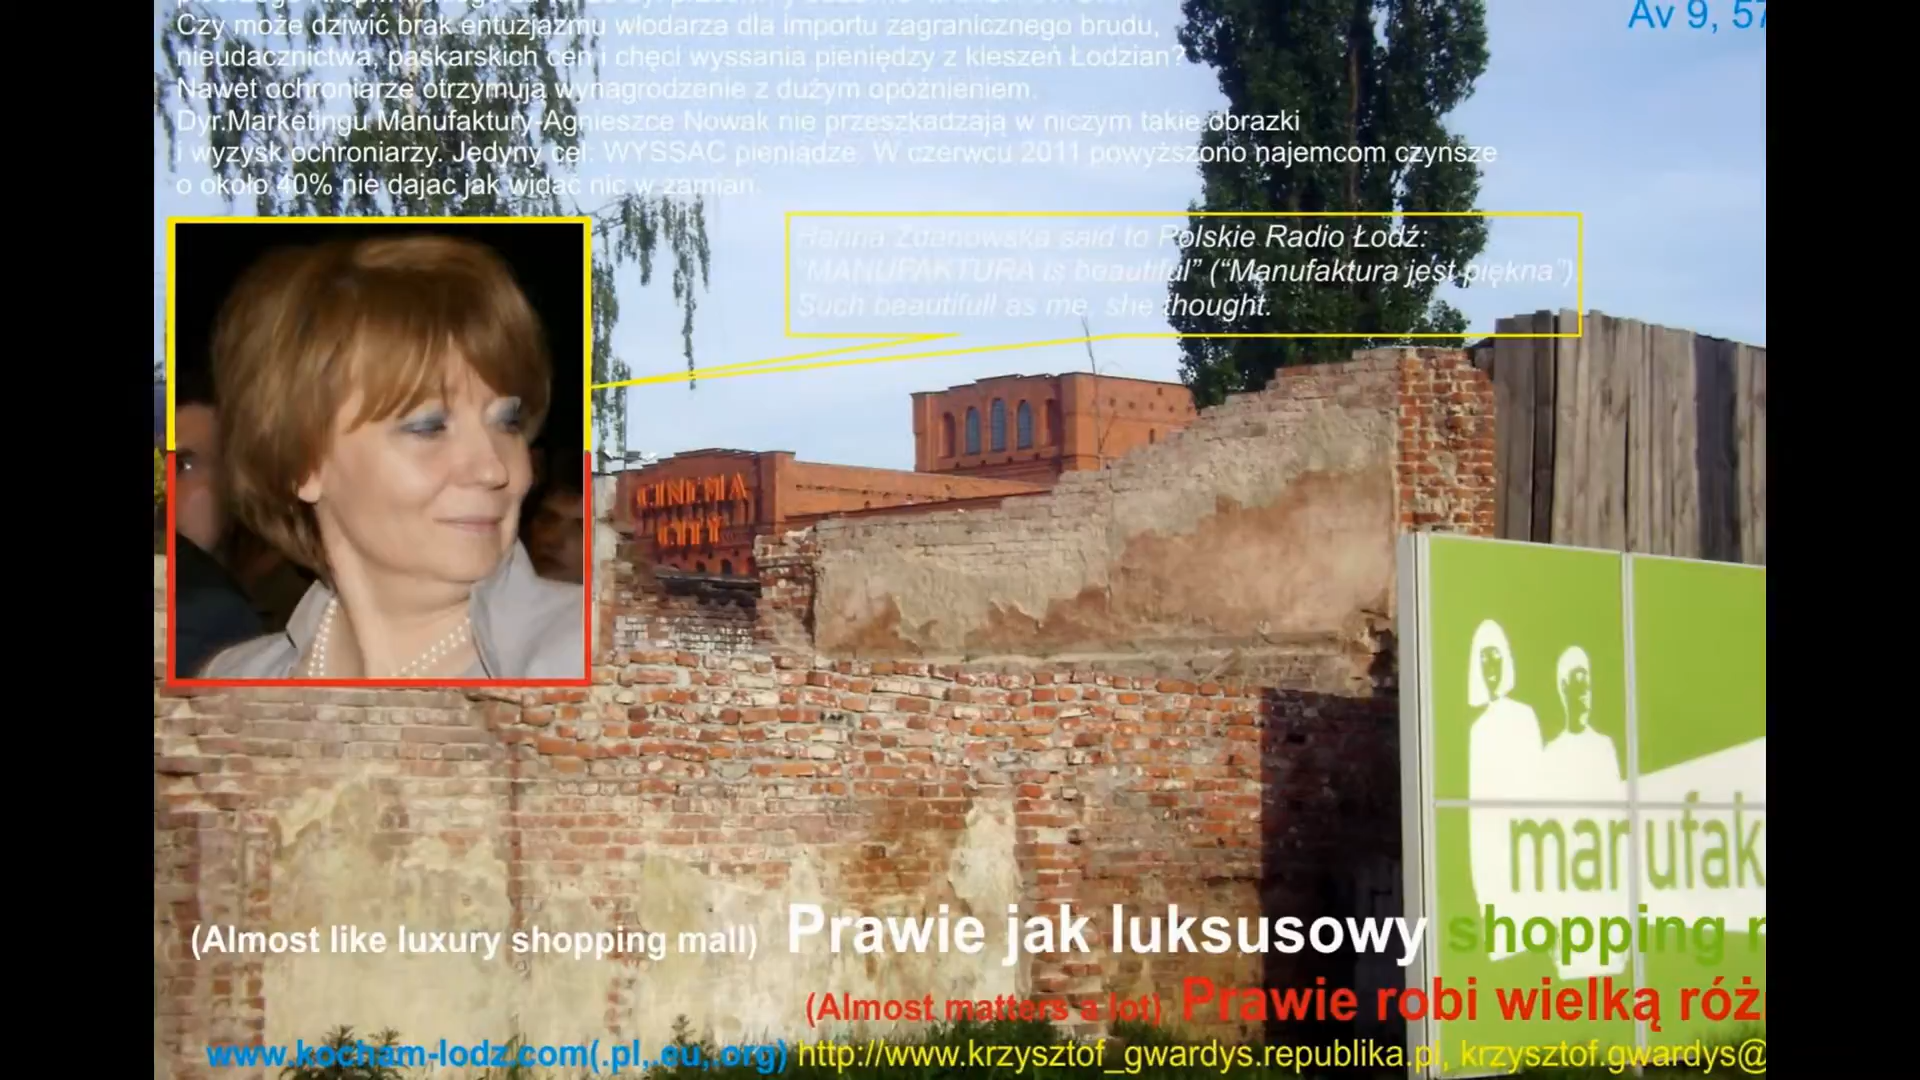 Av 9, 57
Czy może dziwić brak entuzjazmu włodarza dla importu zagranicznego brudu,
nieudacznictwa, paskarskich cen i chęci wyssania pieniędzy z kieszeń Łodzian?
Nawet ochroniarze otrzymują wynagrodzenie z dużym opóźnieniem.
Dyr.Marketingu Manufaktury-Agnieszce Nowak nie przeszkadzają w niczym takie obrazki
i wyzysk ochroniarzy. Jedyny cel: WYSSAC pieniadze. W czerwcu 2011 powyższono najemcom czynsze
o około 40% nie dajac jak widać nic w zamian.
Hanna Zdanowska said to Polskie Radio Łodź:
“MANUFAKTURA is beautiful” (“Manufaktura jest piękna”).
Such beautifull as me, she thought.
CINEMA
CITY
manufak
(Almost like luxury shopping mall) Prawie jak luksusowy shopping
(Almost matters a lot) Prawie robi wielką róż
www.kocham-lodz.com(.pl,.eu,.org) http://www.krzysztof_gwardys.republika.pl, krzysztof.gwardys@